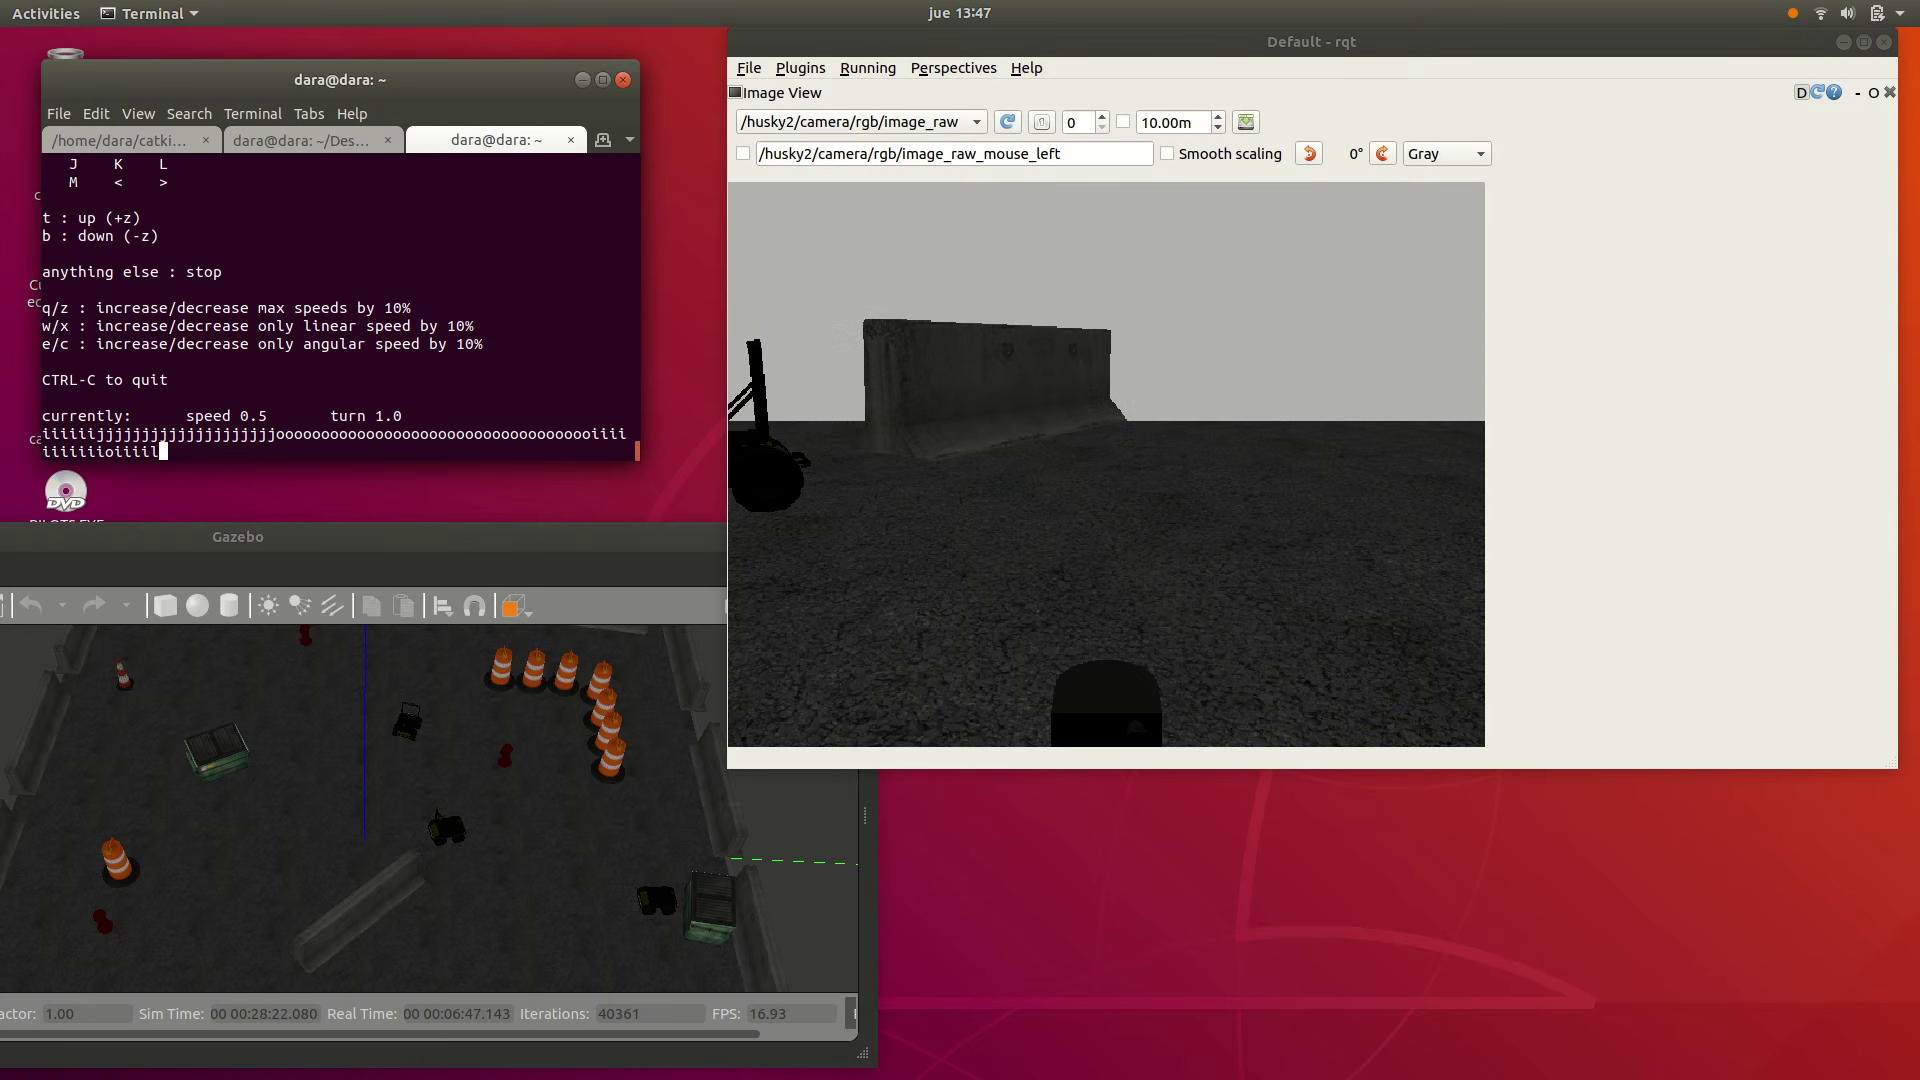 Activities
Terminal
jue 13:47
dara@dara: ~
File Edit View Search Terminal Tabs Help
/home/dara/catki... ×
dara@dara: ~/Des... ×
dara@dara: ~ ×
J K L
M < >
t : up (+z)
b : down (-z)
anything else : stop
q/z : increase/decrease max speeds by 10%
w/x : increase/decrease only linear speed by 10%
e/c : increase/decrease only angular speed by 10%
CTRL-C to quit
currently: speed 0.5 turn 1.0
iiiiiijjjjjjjjjjjjjjjjjjjjoooooooooooooooooooooooooooooooooooiiii
iiiiiiioiiiil
DVD
Default - rqt
File Plugins Running Perspectives Help
Image View
D
- O
/husky2/camera/rgb/image_raw
0
10.00m
/husky2/camera/rgb/image_raw_mouse_left
Smooth scaling
0°
Gray
Gazebo
actor: 1.00 Sim Time: 00 00:28:22.080 Real Time: 00 00:06:47.143 Iterations: 40361 FPS: 16.93